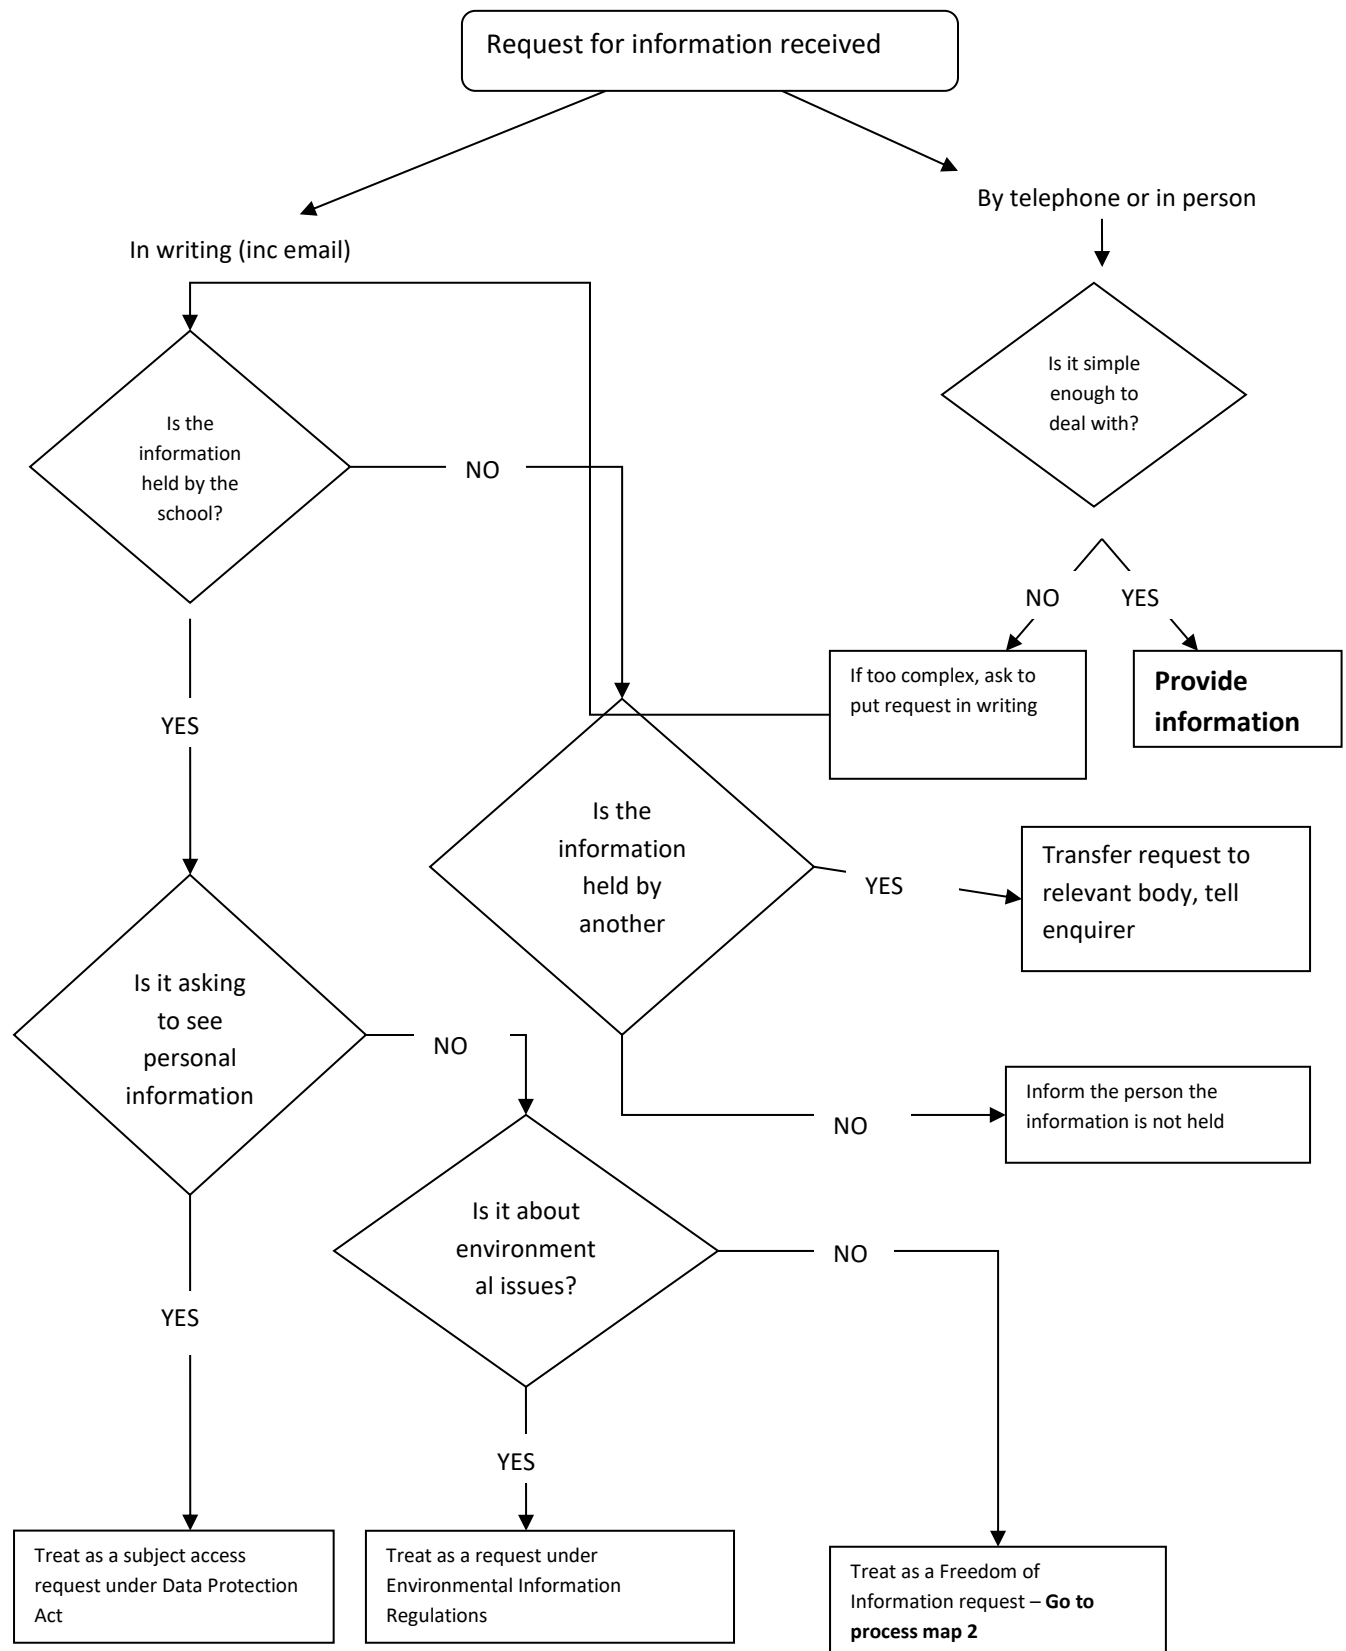 Request for information received
By telephone or in person
In writing (inc email)
Is it simple
enough to
deal with?
Is the
information
held by the
school?
NO
NO
YES
If too complex, ask to
put request in writing
Provide
information
YES
Is the
information
held by
another
YES
Transfer request to
relevant body, tell
enquirer
Is it asking
to see
personal
information
NO
Inform the person the
information is not held
NO
Is it about
environment
al issues?
NO
YES
YES
Treat as a subject access
request under Data Protection
Act
Treat as a request under
Environmental Information
Regulations
Treat as a Freedom of
Information request – Go to
process map 2